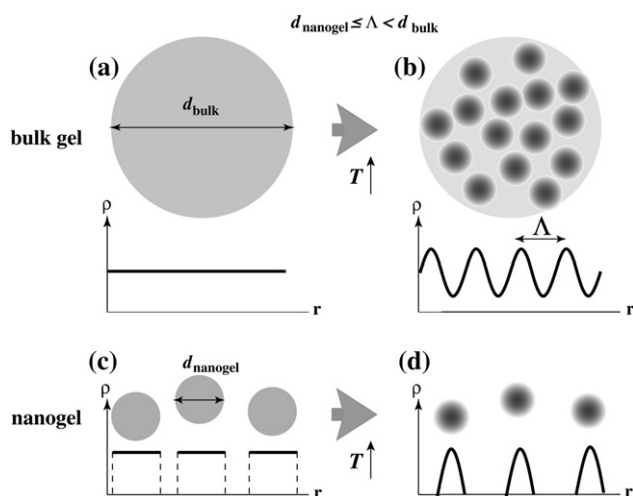 d_nanogel ≤ Λ < d_bulk
(a)
(b)
d_bulk
bulk gel
T
ρ
r
ρ
Λ
r
(c)
d_nanogel
(d)
nanogel
T
ρ
r
ρ
r